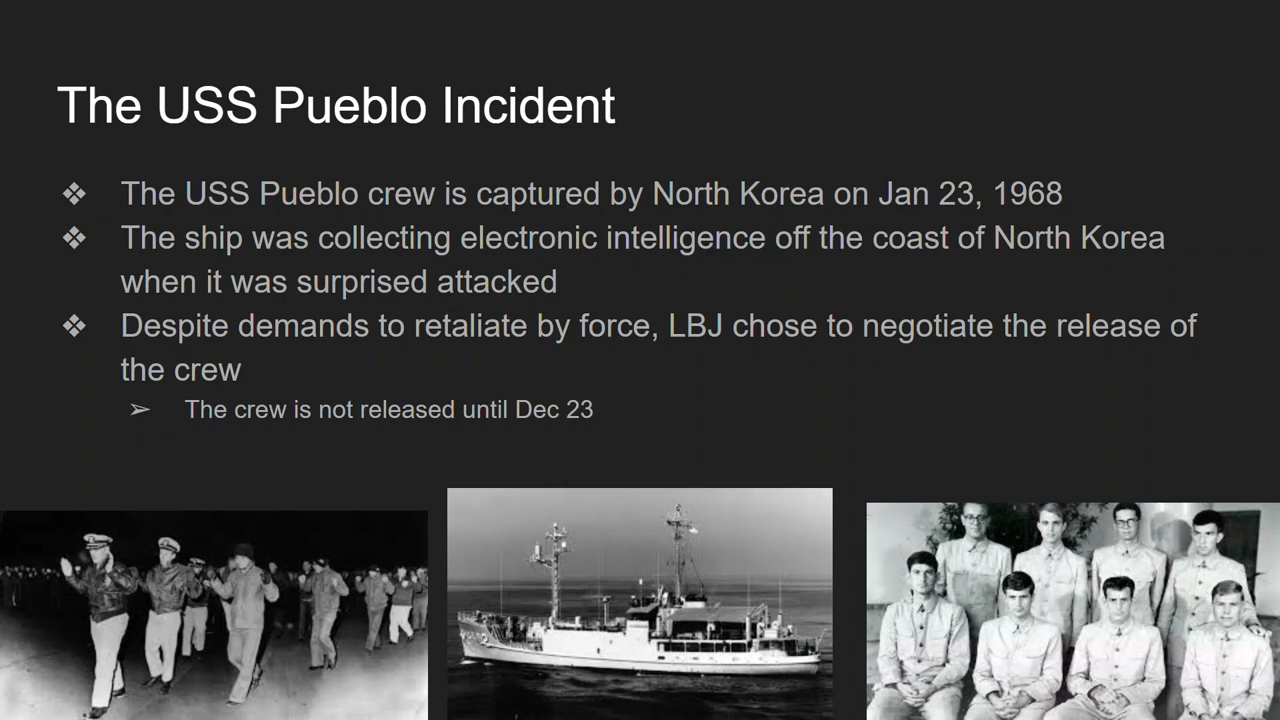 The USS Pueblo Incident
❖ The USS Pueblo crew is captured by North Korea on Jan 23, 1968
❖ The ship was collecting electronic intelligence off the coast of North Korea
when it was surprised attacked
❖ Despite demands to retaliate by force, LBJ chose to negotiate the release of
the crew
➢ The crew is not released until Dec 23